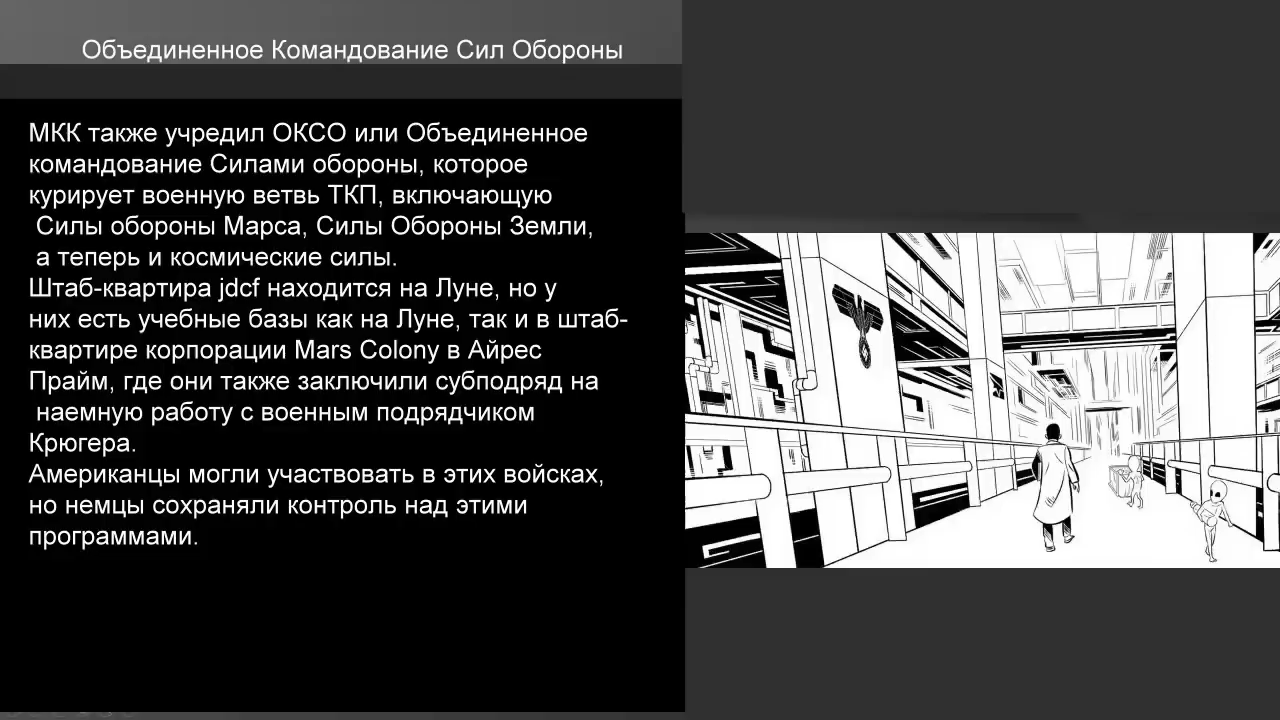 Объединенное Командование Сил Обороны
МКК также учредил ОКСО или Объединенное
командование Силами обороны, которое
курирует военную ветвь ТКП, включающую
Силы обороны Марса, Силы Обороны Земли,
а теперь и космические силы.
Штаб-квартира jdcf находится на Луне, но у
них есть учебные базы как на Луне, так и в штаб-
квартире корпорации Mars Colony в Айрес
Прайм, где они также заключили субподряд на
наемную работу с военным подрядчиком
Крюгера.
Американцы могли участвовать в этих войсках,
но немцы сохраняли контроль над этими
программами.